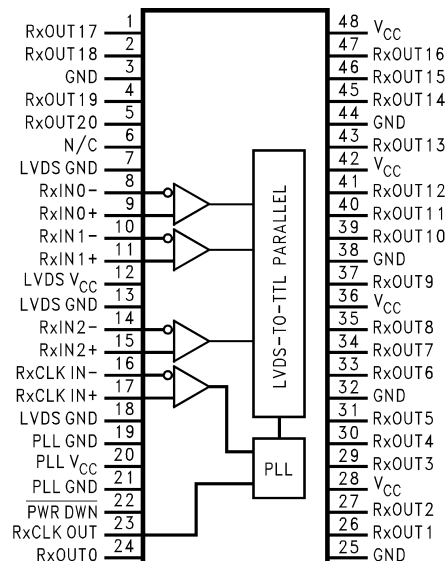 RxOUT17 1
RxOUT18 2
GND 3
RxOUT19 4
RxOUT20 5
N/C 6
LVDS GND 7
RxIN0- 8
RxIN0+ 9
RxIN1- 10
RxIN1+ 11
LVDS VCC 12
LVDS GND 13
RxIN2- 14
RxIN2+ 15
RxCLK IN- 16
RxCLK IN+ 17
LVDS GND 18
PLL GND 19
PLL VCC 20
PLL GND 21
PWR DWN 22
RxCLK OUT 23
RxOUT0 24
LVDS-TO-TTL PARALLEL
PLL
48 VCC
47 RxOUT16
46 RxOUT15
45 RxOUT14
44 GND
43 RxOUT13
42 VCC
41 RxOUT12
40 RxOUT11
39 RxOUT10
38 GND
37 RxOUT9
36 VCC
35 RxOUT8
34 RxOUT7
33 RxOUT6
32 GND
31 RxOUT5
30 RxOUT4
29 RxOUT3
28 VCC
27 RxOUT2
26 RxOUT1
25 GND